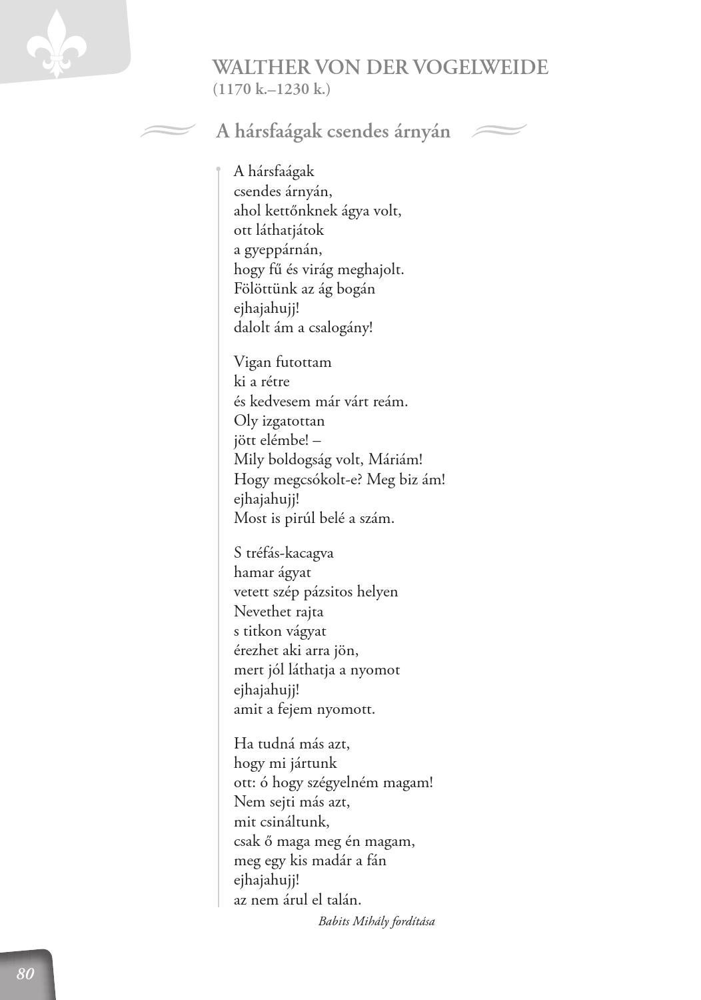 WALTHER VON DER VOGELWEIDE
(1170 k.–1230 k.)
A hársfaágak csendes árnyán
A hársfaágak
csendes árnyán,
ahol kettőnknek ágya volt,
ott láthatjátok
a gyeppárnán,
hogy fű és virág meghajolt.
Fölöttünk az ág bogán
ejhajahujj!
dalolt ám a csalogány!
Vigan futottam
ki a rétre
és kedvesem már várt reám.
Oly izgatottan
jött elémbe! –
Mily boldogság volt, Máriám!
Hogy megcsókolt-e? Meg biz ám!
ejhajahujj!
Most is pirúl belé a szám.
S tréfás-kacagva
hamar ágyat
vetett szép pázsitos helyen
Nevethet rajta
s titkon vágyat
érezhet aki arra jön,
mert jól láthatja a nyomot
ejhajahujj!
amit a fejem nyomott.
Ha tudná más azt,
hogy mi jártunk
ott: ó hogy szégyelném magam!
Nem sejti más azt,
mit csináltunk,
csak ő maga meg én magam,
meg egy kis madár a fán
ejhajahujj!
az nem árul el talán.
Babits Mihály fordítása
80